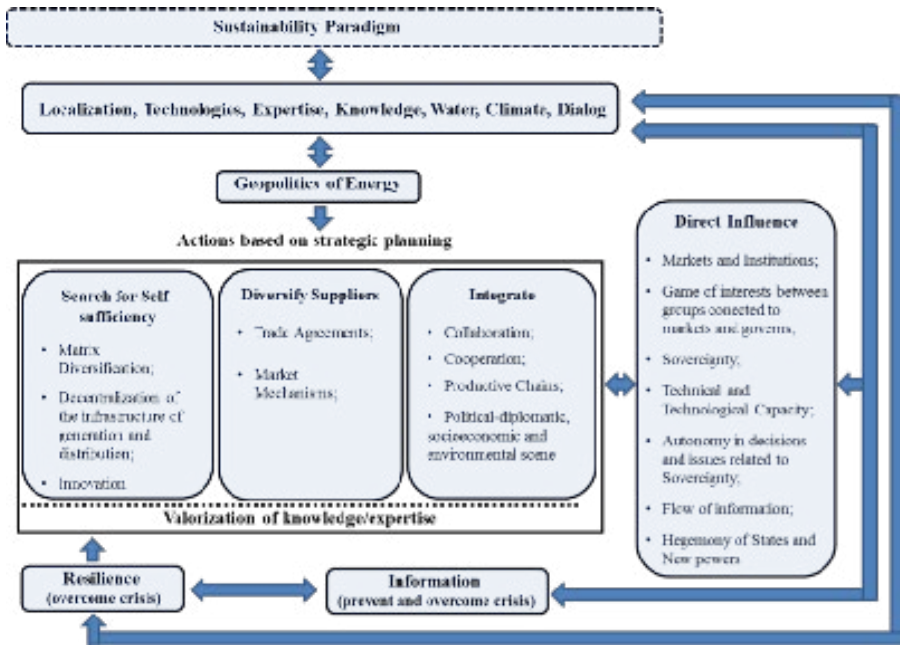 Sustainability Paradigm
Localization, Technologies, Expertise, Knowledge, Water, Climate, Dialog
Geopolitics of Energy
Actions based on strategic planning
Search for Self
sufficiency
• Matrix
Diversification;
• Decentralization of
the infrastructure of
generation and
distribution;
• Innovation
Diversify Suppliers
• Trade Agreements;
• Market
Mechanisms;
Integrate
• Collaboration;
• Cooperation;
• Productive Chains;
• Political-diplomatic,
socioeconomic and
environmental
Valorization of knowledge/expertise
Direct Influence
• Markets and Institutions;
• Game of interests between
groups conected to
markets and
• Sovereignty;
• Technical and
Technological Capacity;
• Autonomy in decisions
and issues related to
Sovereignty;
• Flow of information;
• Hegemony of States and
New powers
Resilience
(overcome crisis)
Information
(prevent and overcome crisis)